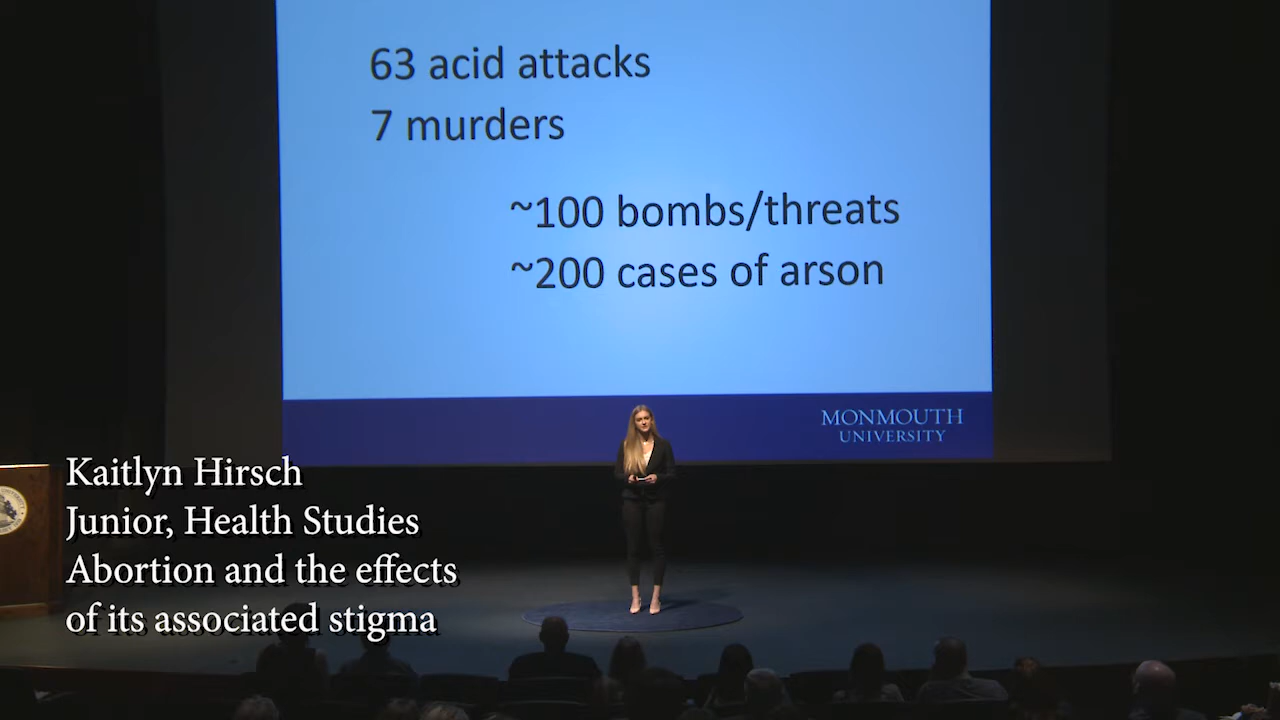 63 acid attacks
7 murders
~100 bombs/threats
~200 cases of arson
MONMOUTH
UNIVERSITY
Kaitlyn Hirsch
Junior, Health Studies
Abortion and the effects
of its associated stigma